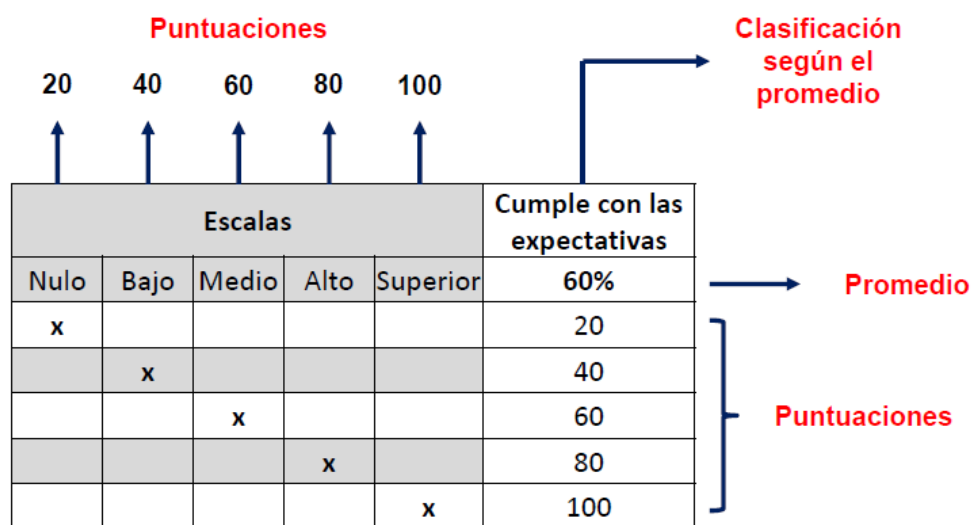 Puntuaciones
Clasificación
según el
promedio
20 40 60 80 100
Escalas
Cumple con las
expectativas
Nulo Bajo Medio Alto Superior 60%
Promedio
x 20
x 40
x 60
Puntuaciones
x 80
x 100